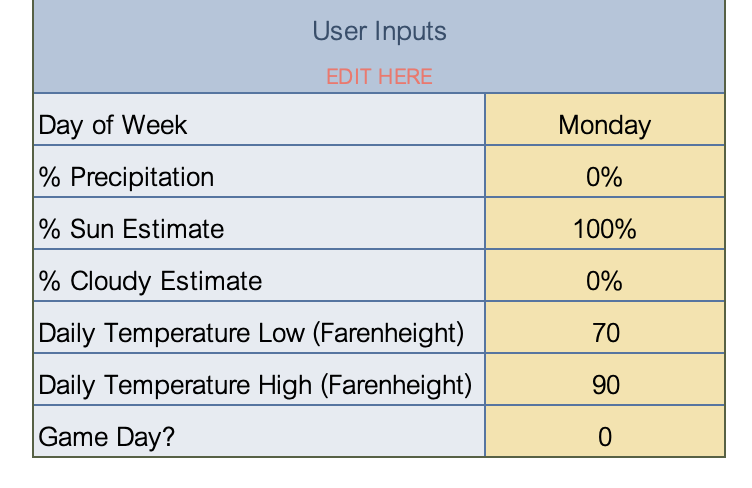 User Inputs
EDIT HERE
Day of Week Monday
% Precipitation 0%
% Sun Estimate 100%
% Cloudy Estimate 0%
Daily Temperature Low (Farenheight) 70
Daily Temperature High (Farenheight) 90
Game Day? 0